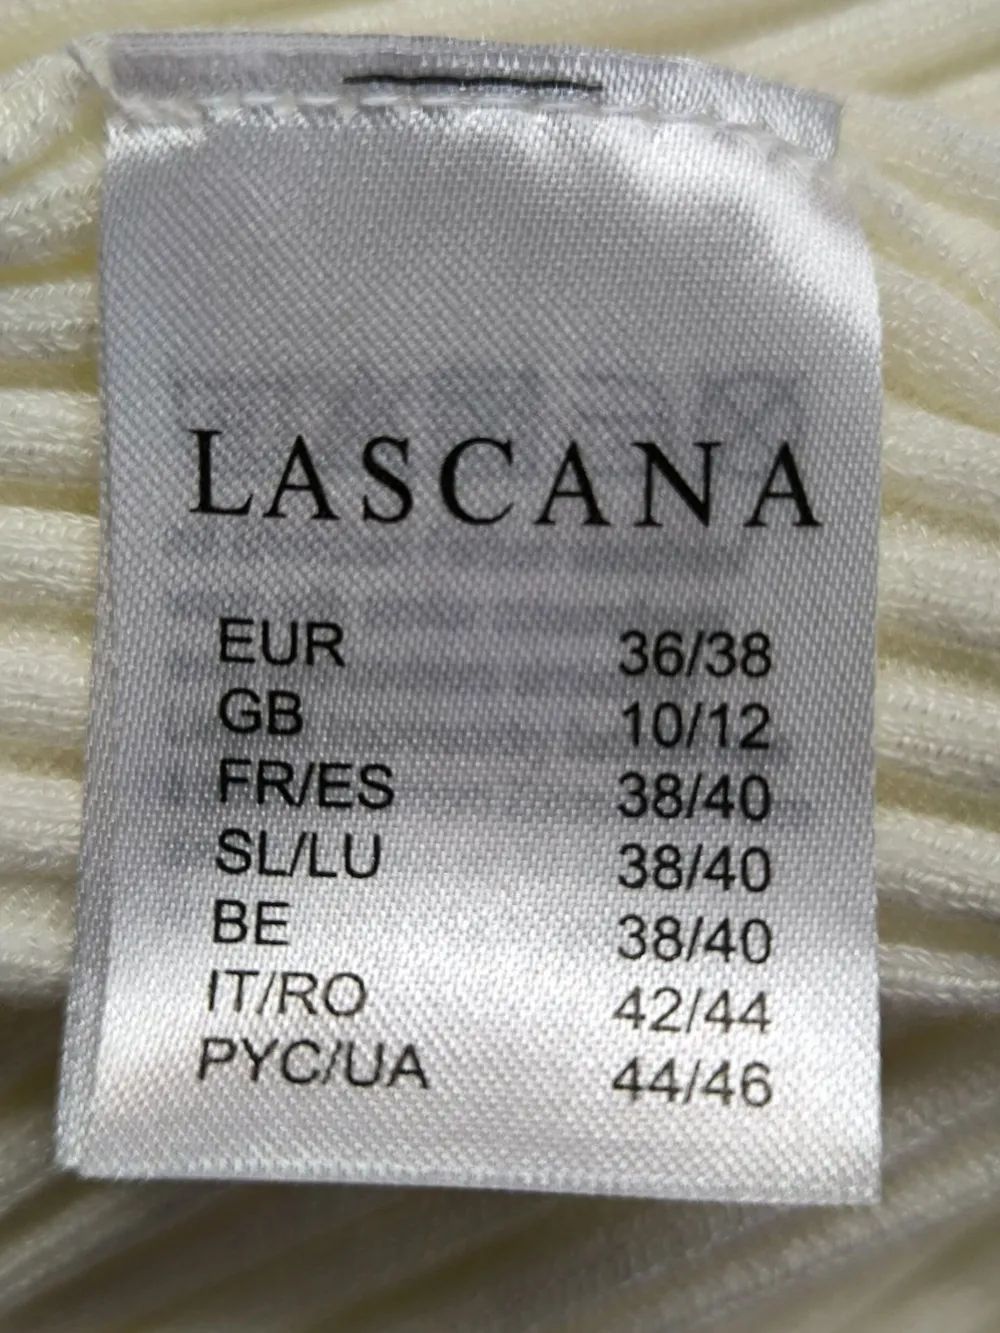 LASCANA
EUR 36/38
GB 10/12
FR/ES 38/40
SL/LU 38/40
BE 38/40
IT/RO 42/44
РУС/UA 44/46